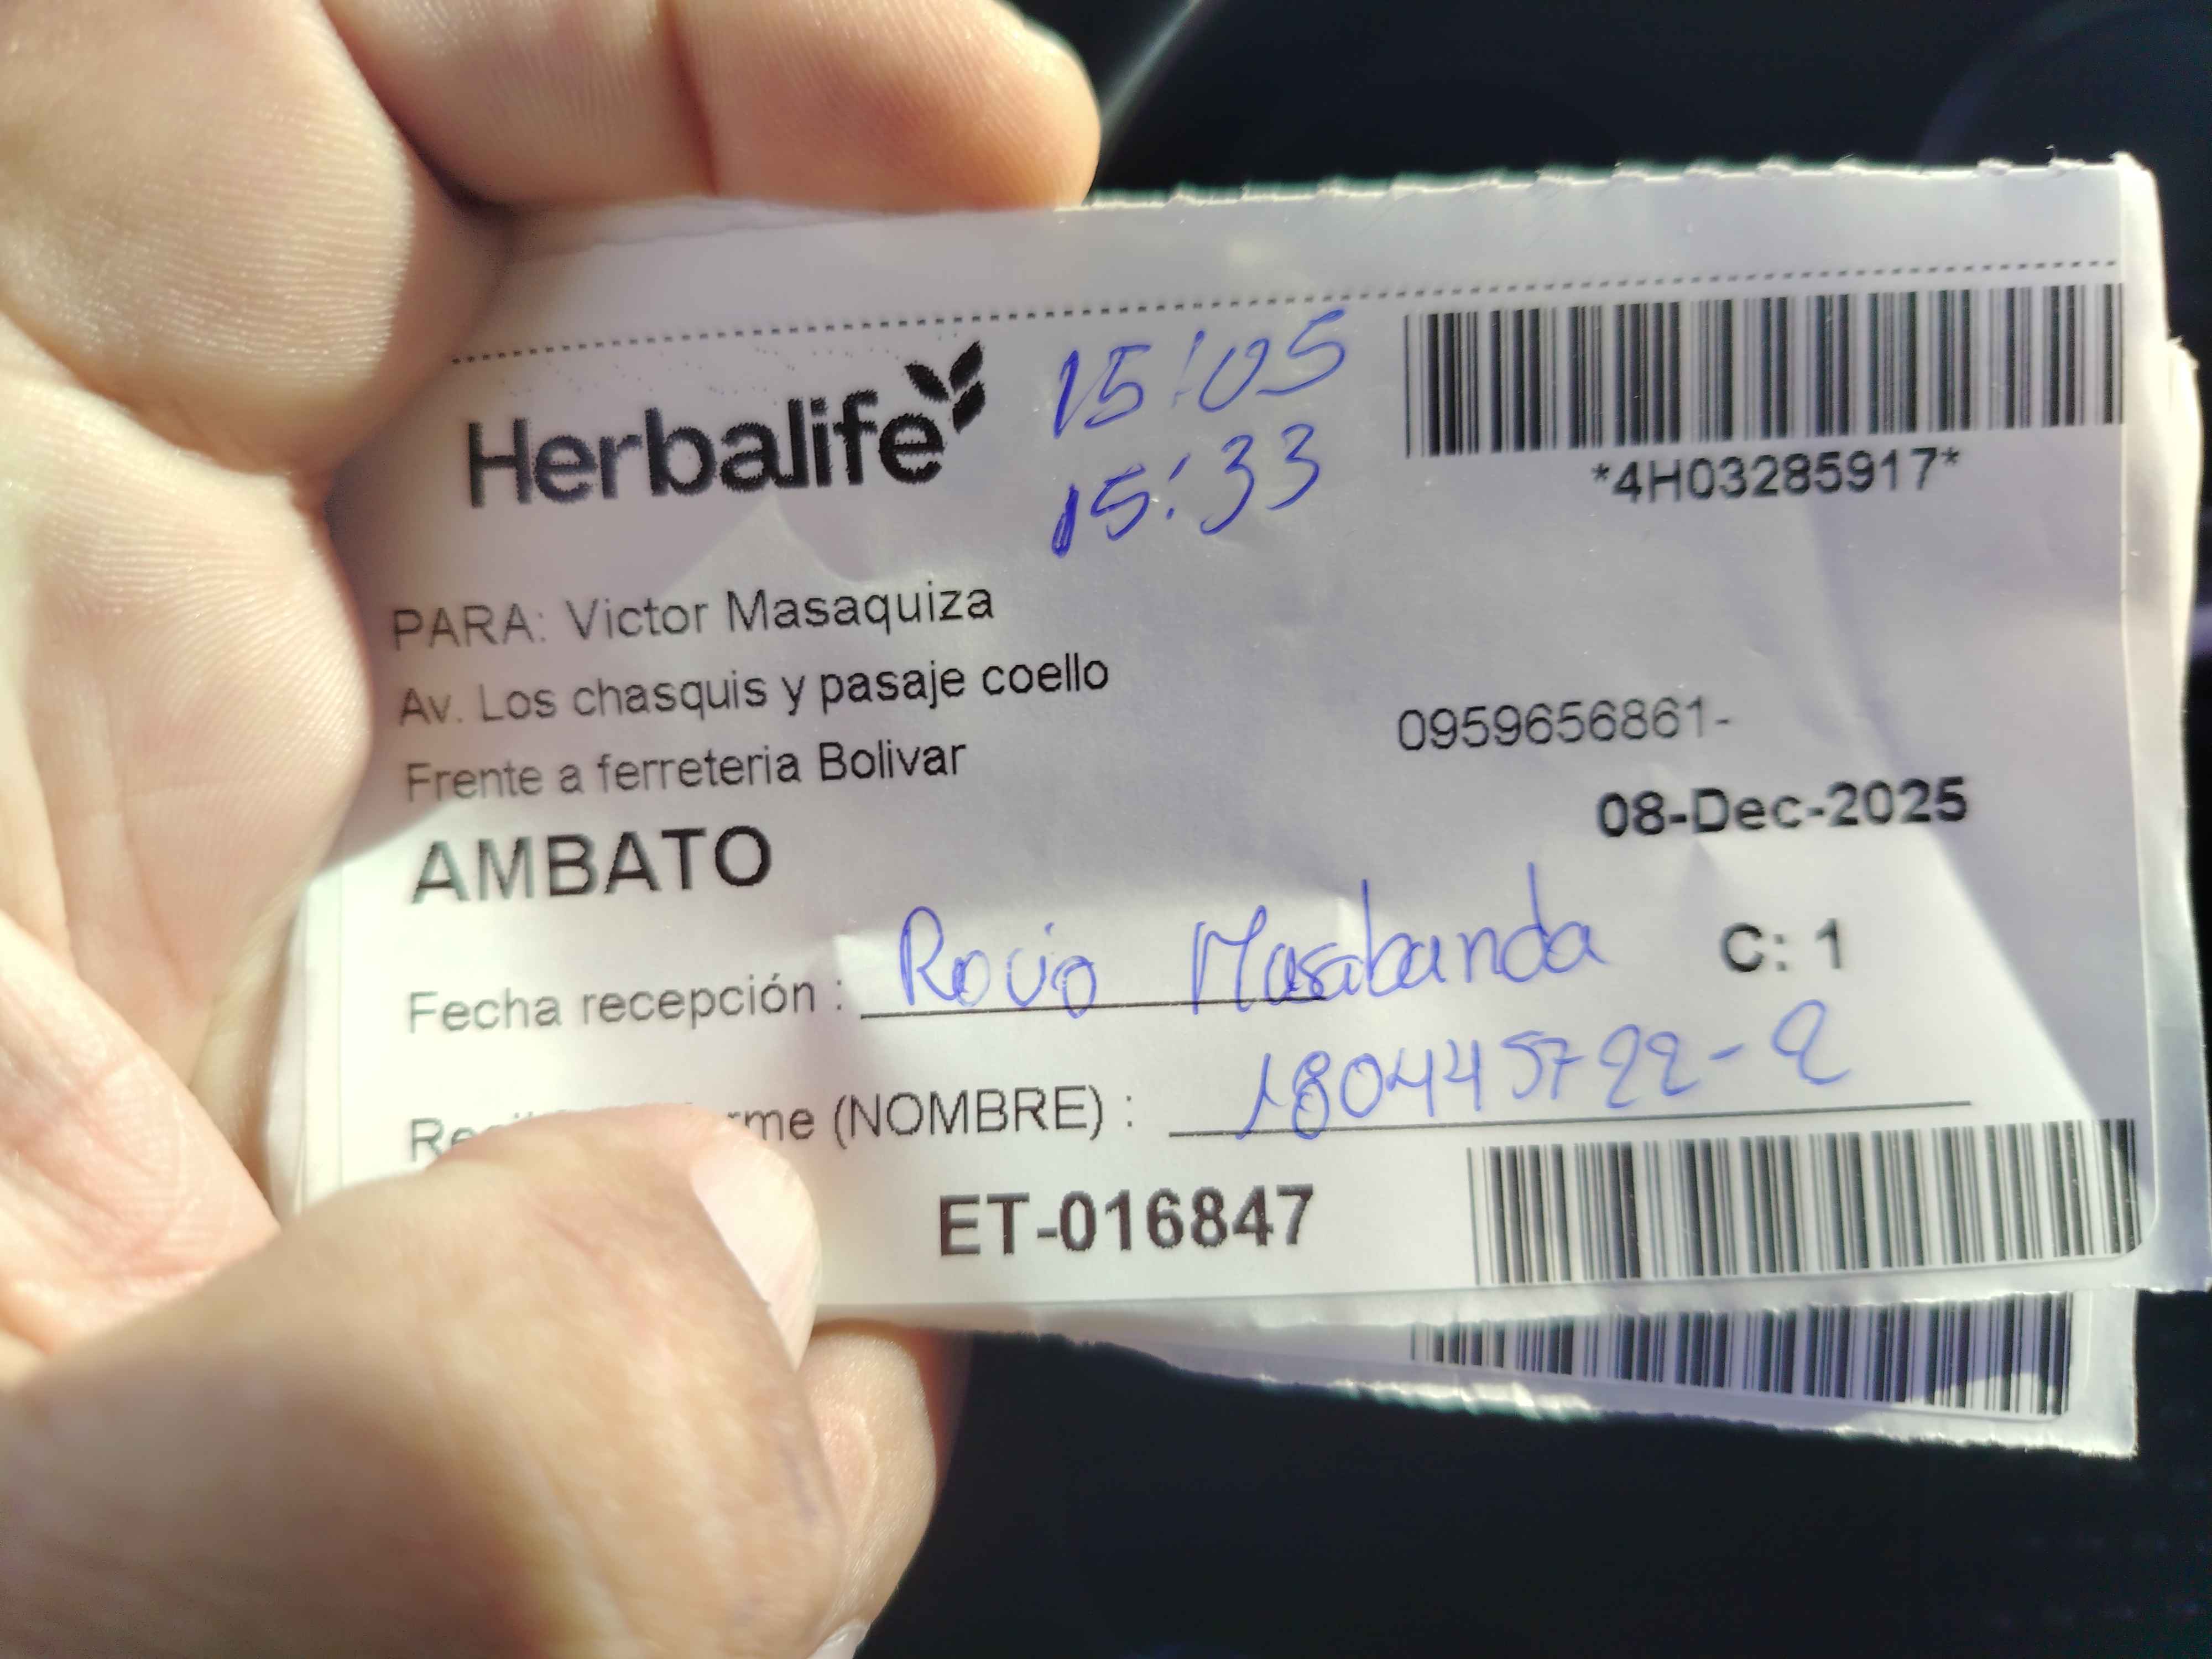 Herbalife
15:05
15:33
*4H03285917*
PARA: Victor Masaquiza
Av. Los chasquis y pasaje coello
0959656861-
Frente a ferreteria Bolivar
08-Dec-2025
AMBATO
Fecha recepción : Rocio Masabanda
C: 1
(NOMBRE) : 180445722-2
ET-016847